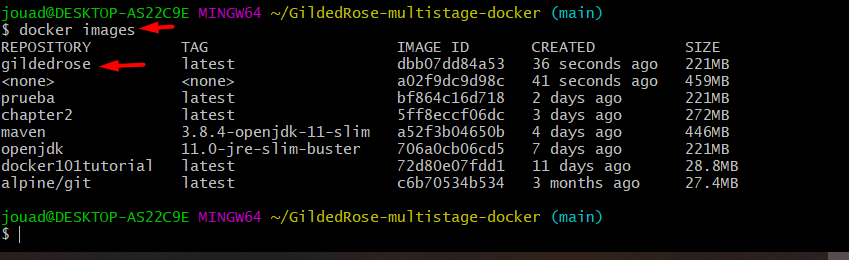 jouad@DESKTOP-AS22C9E MINGW64 ~/GildedRose-multistage-docker (main)
$ docker images
REPOSITORY TAG IMAGE ID CREATED SIZE
gildedrose latest dbb07dd84a53 36 seconds ago 221MB
<none> <none> a02f9dc9d98c 41 seconds ago 459MB
prueba latest bf864c16d718 2 days ago 221MB
chapter2 latest 5ff8eccf06dc 3 days ago 272MB
maven 3.8.4-openjdk-11-slim a52f3b04650b 4 days ago 446MB
openjdk 11.0-jre-slim-buster 706a0cb06cd5 7 days ago 221MB
docker101tutorial latest 72d80e07fdd1 11 days ago 28.8MB
alpine/git latest c6b70534b534 3 months ago 27.4MB
jouad@DESKTOP-AS22C9E MINGW64 ~/GildedRose-multistage-docker (main)
$